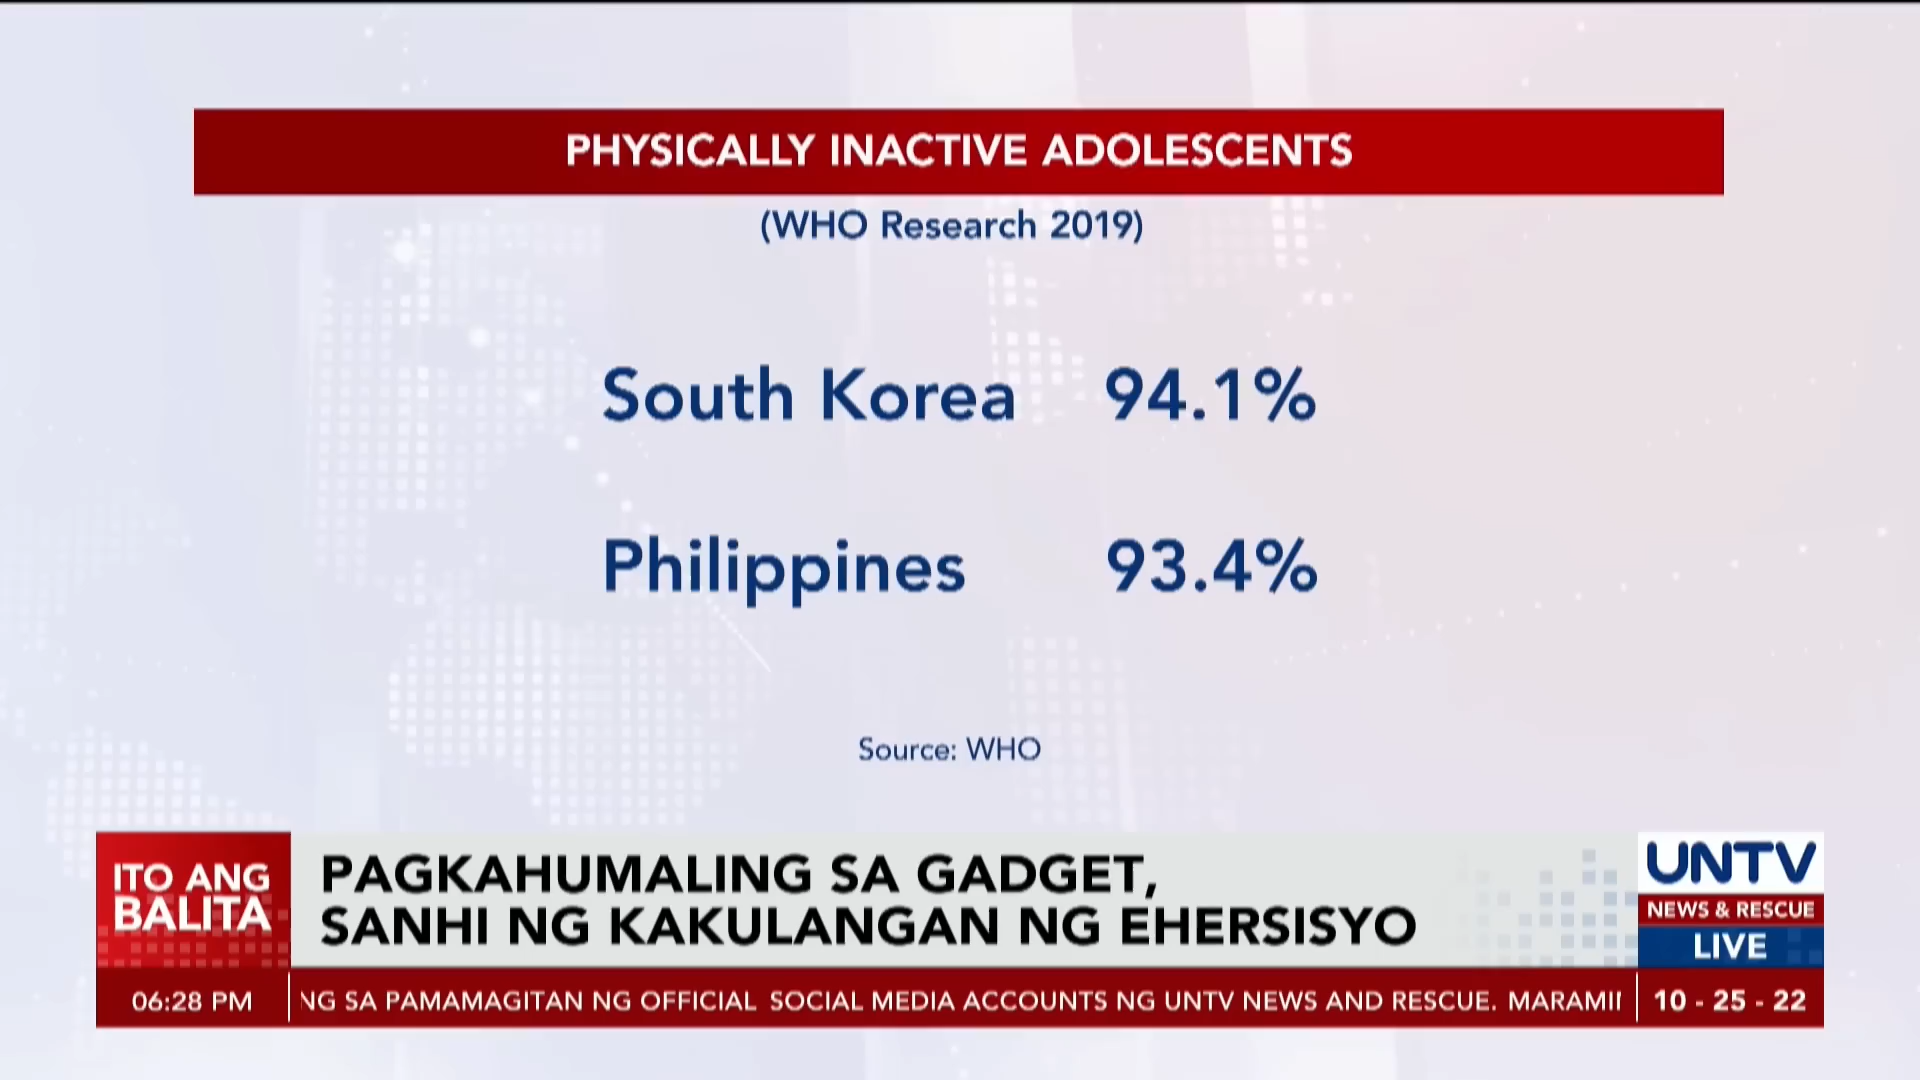 PHYSICALLY INACTIVE ADOLESCENTS
(WHO Research 2019)
South Korea 94.1%
Philippines 93.4%
Source: WHO
ITO ANG
BALITA
PAGKAHUMALING SA GADGET,
SANHI NG KAKULANGAN NG EHERSISYO
UNTV
NEWS & RESCUE
LIVE
06:28 PM
NG SA PAMAMAGITAN NG OFFICIAL SOCIAL MEDIA ACCOUNTS NG UNTV NEWS AND RESCUE.
10 - 25 - 22